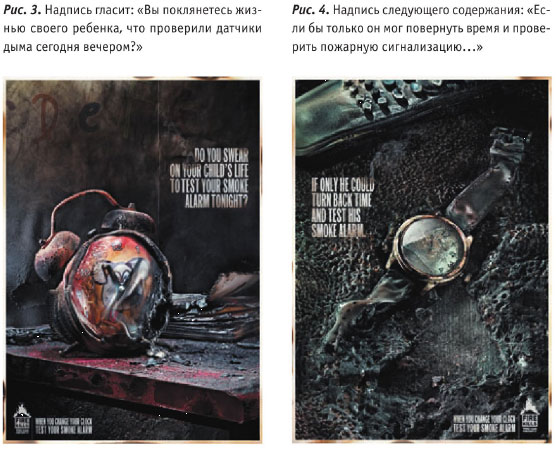 Рис. 3. Надпись гласит: «Вы поклянетесь жиз-
нью своего ребенка, что проверили датчики
дыма сегодня вечером?»
Рис. 4. Надпись следующего содержания: «Ес-
ли бы только он мог повернуть время и прове-
рить пожарную сигнализацию...»
DO YOU SWEAR
ON YOUR CHILD'S LIFE
TO TEST YOUR SMOKE
ALARM TONIGHT?
WHEN YOU CHANGE YOUR CLOCK
TEST YOUR SMOKE ALARM
IF ONLY HE COULD
TURN BACK TIME
AND TEST HIS
SMOKE ALARM.
WHEN YOU CHANGE YOUR CLOCK
TEST YOUR SMOKE ALARM
FIRE
KILLS